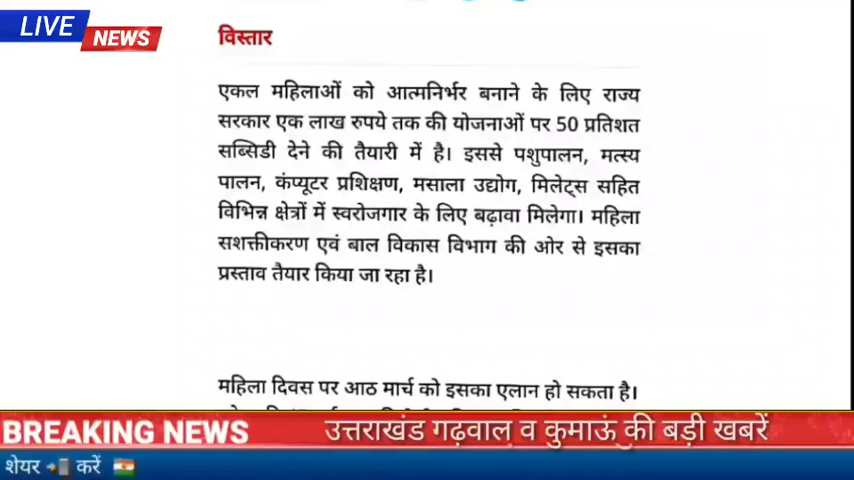 LIVE
NEWS
विस्तार
एकल महिलाओं को आत्मनिर्भर बनाने के लिए राज्य
सरकार एक लाख रुपये तक की योजनाओं पर 50 प्रतिशत
सब्सिडी देने की तैयारी में है। इससे पशुपालन, मत्स्य
पालन, कंप्यूटर प्रशिक्षण, मसाला उद्योग, मिलेट्स सहित
विभिन्न क्षेत्रों में स्वरोजगार के लिए बढ़ावा मिलेगा। महिला
सशक्तीकरण एवं बाल विकास विभाग की ओर से इसका
प्रस्ताव तैयार किया जा रहा है।
महिला दिवस पर आठ मार्च को इसका एलान हो सकता है।
BREAKING NEWS
उत्तराखंड गढ़वाल व कुमाऊं की बड़ी खबरें
शेयर 📲 करें 🇮🇳